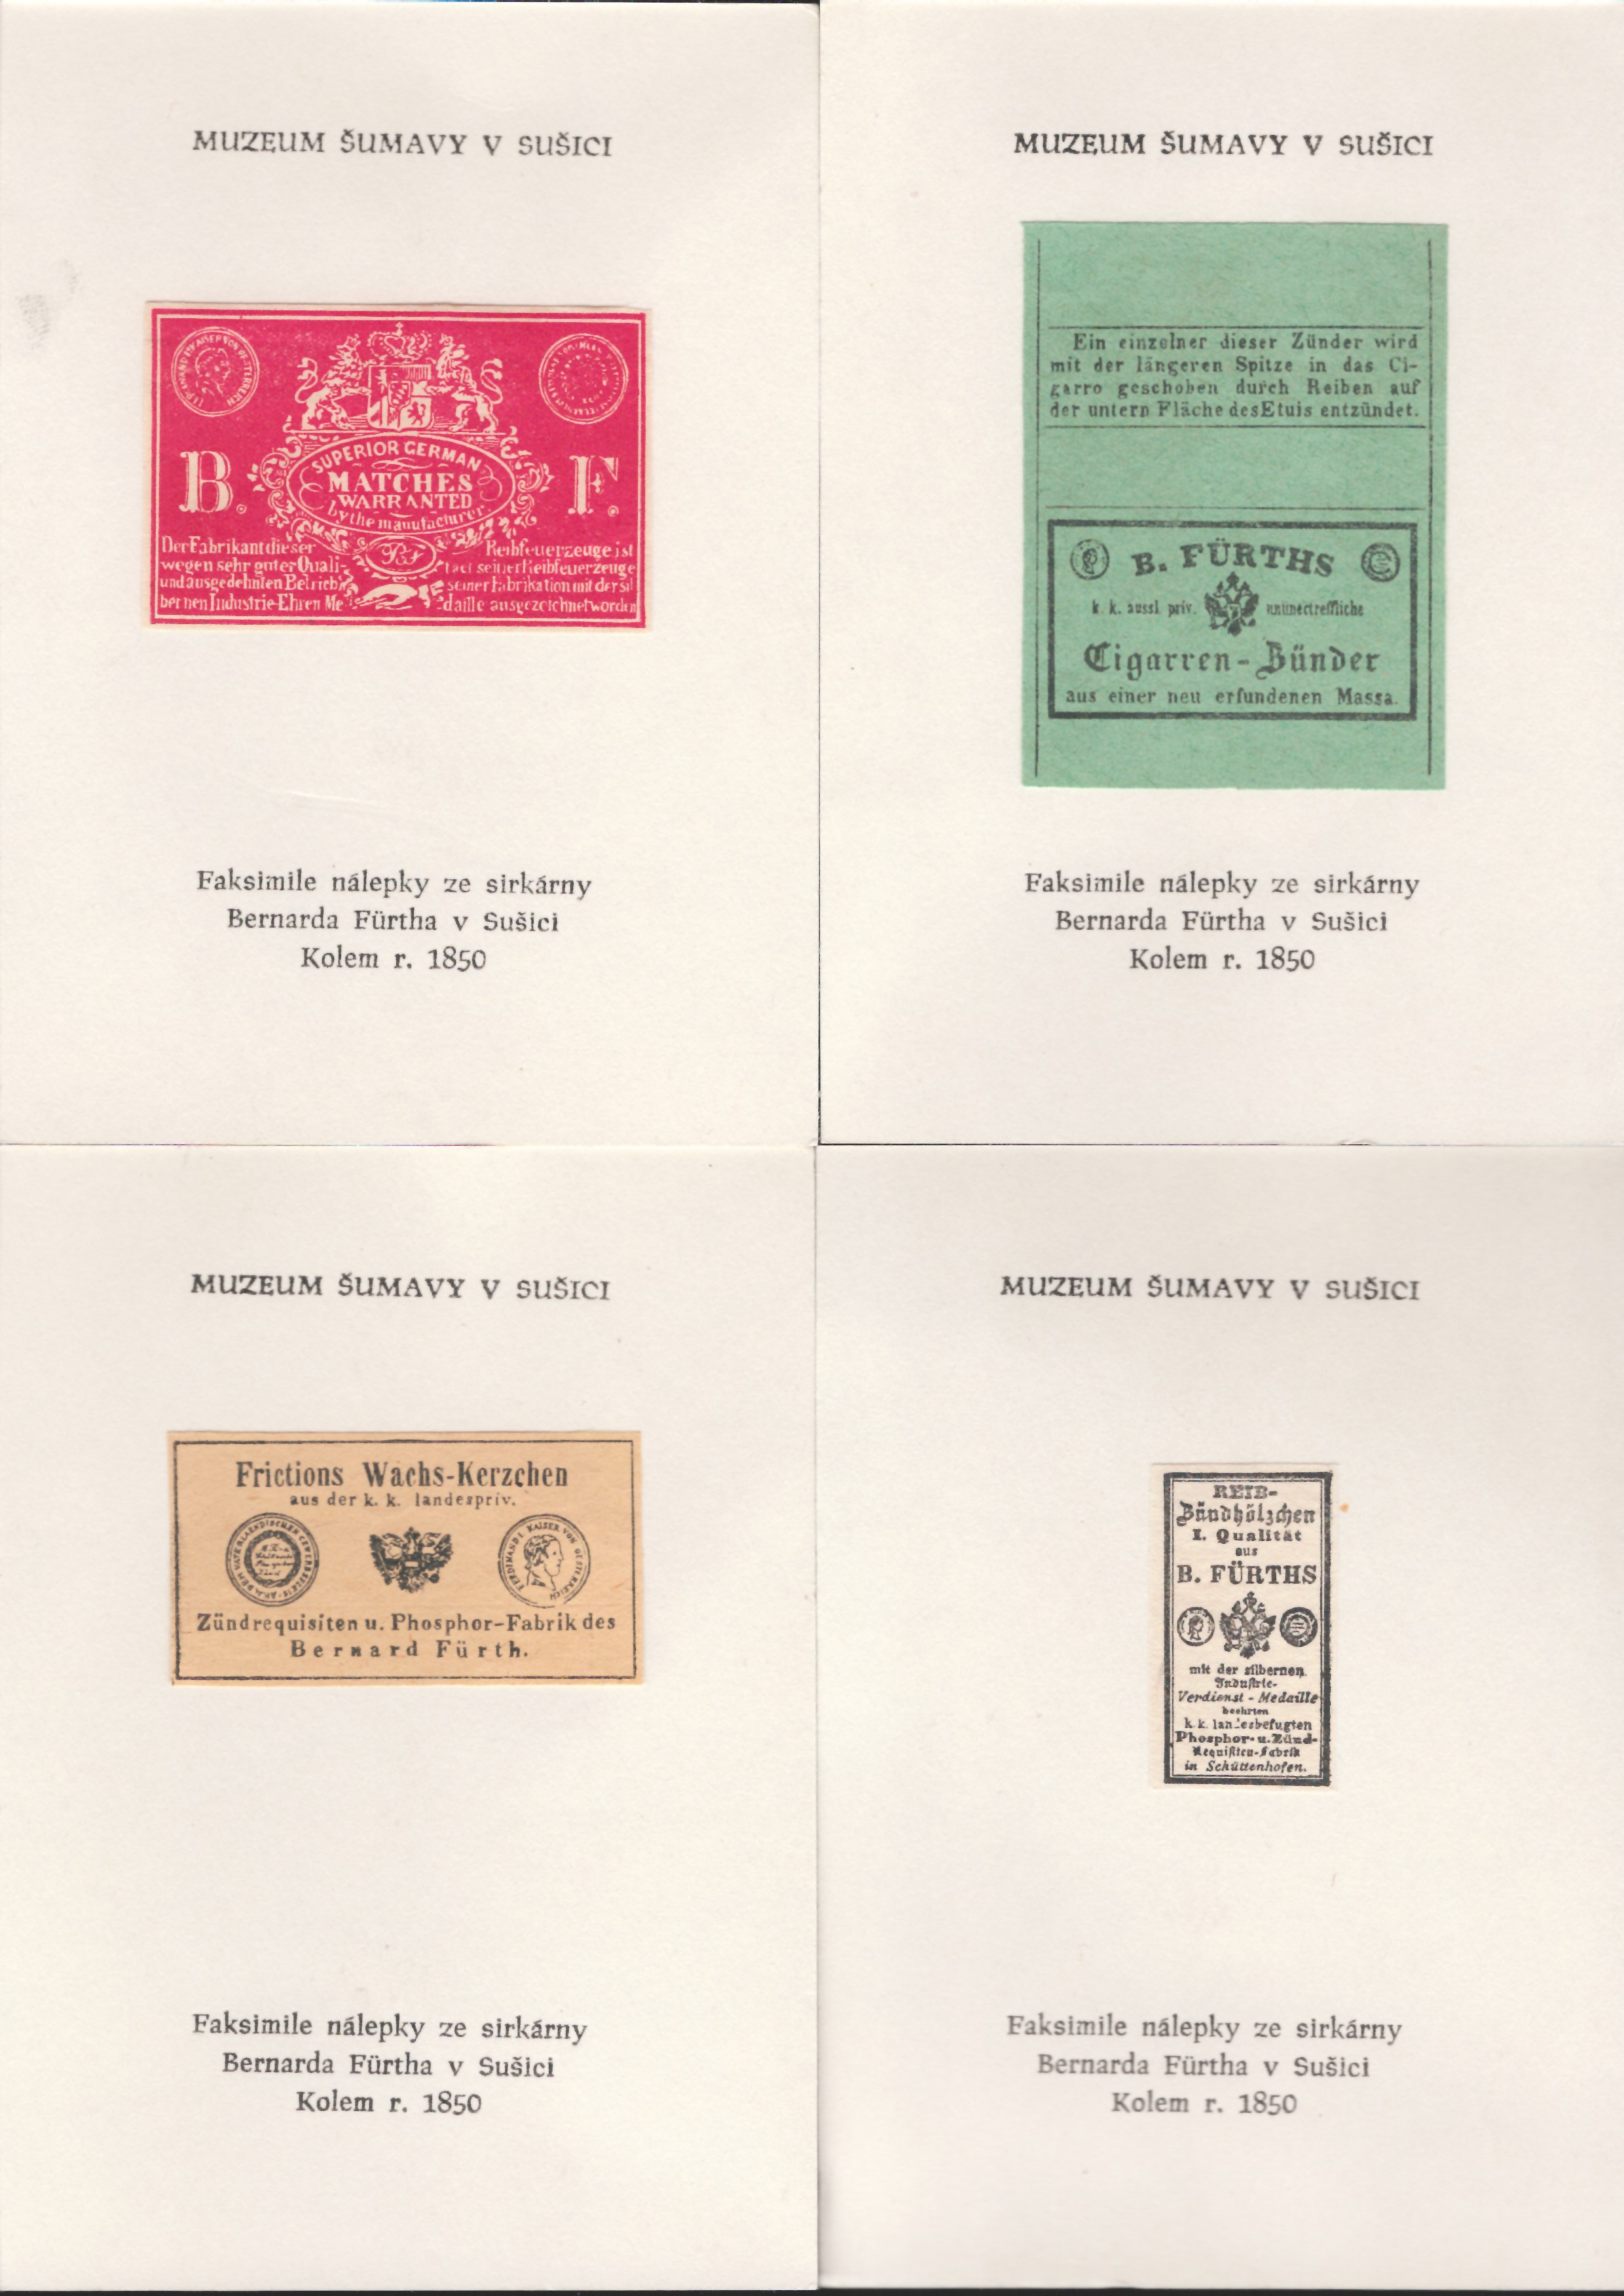 MUZEUM ŠUMAVY V SUŠICI
B. F.
SUPERIOR GERMAN
MATCHES
WARRANTED
by the manufacturer.
B&F
Der Fabrikant dieser Reibfeuerzeuge ist
wegen sehr guter Quali- taet seiner Reibfeuerzeuge
und ausgedehnten Betrieb seiner Fabrikation mit der sil
bernen Industrie-Ehren Me daille ausgezeichnet worden
Faksimile nálepky ze sirkárny
Bernarda Fürtha v Sušici
Kolem r. 1850
MUZEUM ŠUMAVY V SUŠICI
Ein einzelner dieser Zünder wird
mit der längeren Spitze in das Ci-
garro geschoben durch Reiben auf
der untern Fläche des Etuis entzündet.
B. FÜRTHS
k. k. aussl. priv.
Cigarren-Zünder
aus einer neu erfundenen Massa.
Faksimile nálepky ze sirkárny
Bernarda Fürtha v Sušici
Kolem r. 1850
MUZEUM ŠUMAVY V SUŠICI
Frictions Wachs-Kerzchen
aus der k. k. landespriv.
FERDINAND I. KAISER VON OESTERREICH
Zündrequisiten u. Phosphor-Fabrik des
Bernard Fürth.
Faksimile nálepky ze sirkárny
Bernarda Fürtha v Sušici
Kolem r. 1850
MUZEUM ŠUMAVY V SUŠICI
REIB-
Zündhölzchen
I. Qualität
aus
B. FÜRTHS
mit der silbernen
Industrie-
Verdienst - Medaille
beehrten
k. k. landesbefugten
Phosphor- u. Zünd-
Requisiten-Fabrik
in Schüttenhofen.
Faksimile nálepky ze sirkárny
Bernarda Fürtha v Sušici
Kolem r. 1850